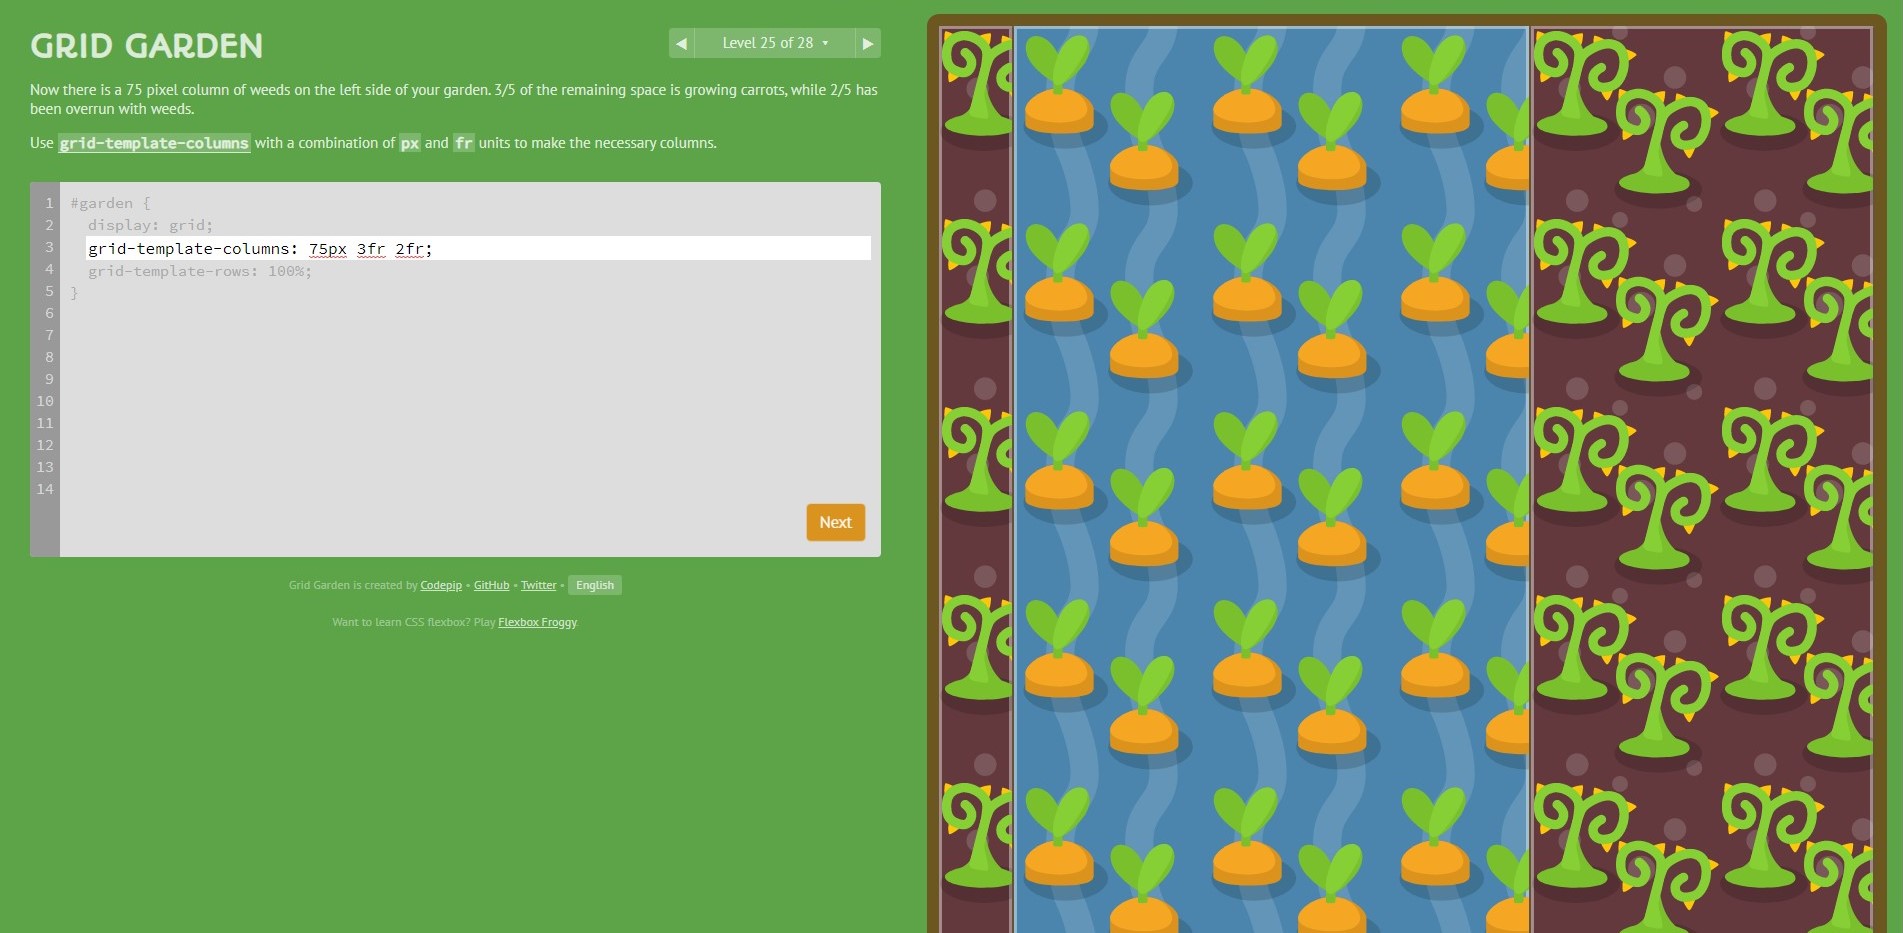 GRID GARDEN
◀ Level 25 of 28 ▾ ▶
Now there is a 75 pixel column of weeds on the left side of your garden. 3/5 of the remaining space is growing carrots, while 2/5 has
been overrun with weeds.
Use grid-template-columns with a combination of px and fr units to make the necessary columns.
1 #garden {
2 display: grid;
3 grid-template-columns: 75px 3fr 2fr;
4 grid-template-rows: 100%;
5 }
6
7
8
9
10
11
12
13
14
Next
Grid Garden is created by Codepip • GitHub • Twitter • English
Want to learn CSS flexbox? Play Flexbox Froggy.